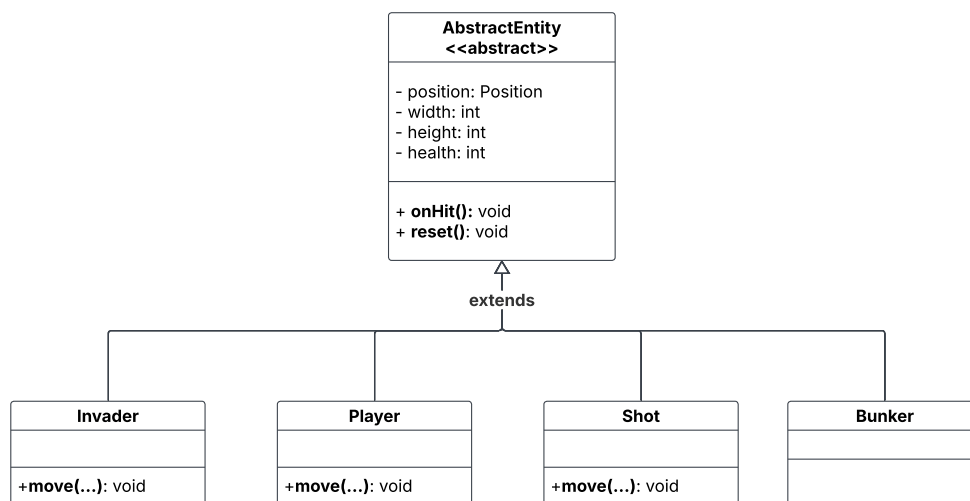 AbstractEntity
<<abstract>>
- position: Position
- width: int
- height: int
- health: int
+ onHit(): void
+ reset(): void
extends
Invader
Player
Shot
Bunker
+move(...): void
+move(...): void
+move(...): void